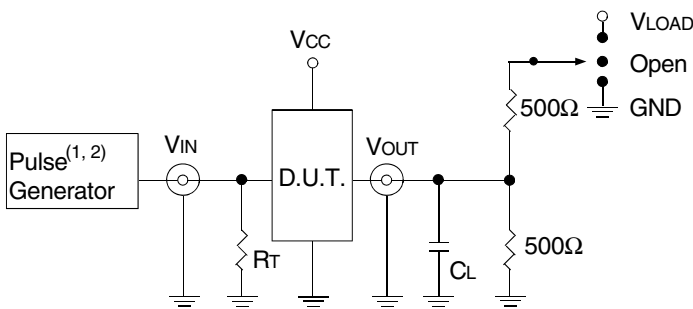 VLOAD
VCC
Open
500Ω
GND
Pulse(1, 2)
Generator
VIN
D.U.T.
VOUT
RT
CL
500Ω